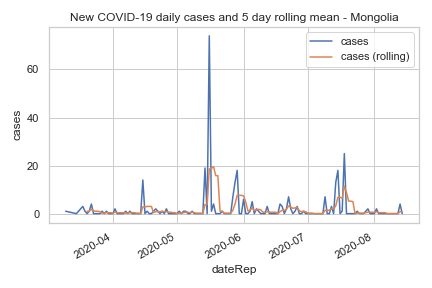 New COVID-19 daily cases and 5 day rolling mean - Mongolia
cases
cases (rolling)
cases
60
40
20
0
2020-04
2020-05
2020-06
2020-07
2020-08
dateRep